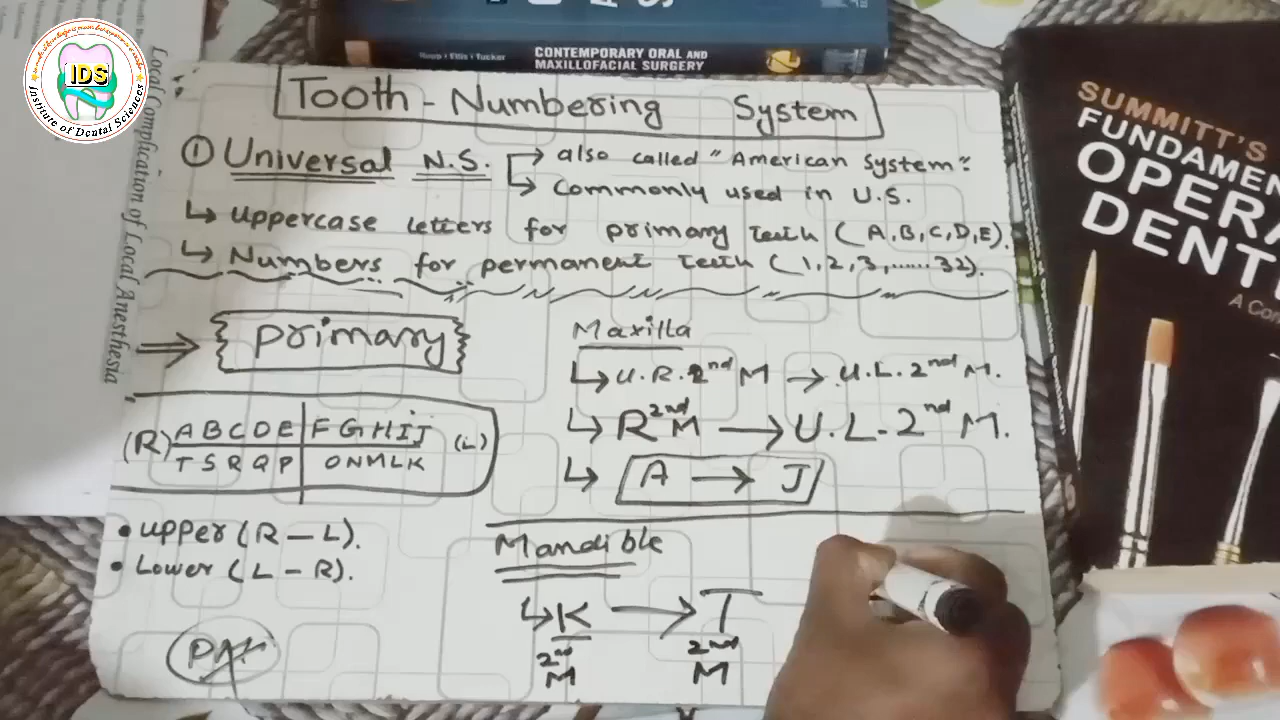 IDS
Institute of Dental Sciences
Local Complication of Local Anesthesia
Hupp • Ellis • Tucker
CONTEMPORARY ORAL AND
MAXILLOFACIAL SURGERY
SUMMITT'S
FUNDAMEN
OPERA
DENT
A Con
Tooth - Numbering System
① Universal N.S. → also called "American System".
→ commonly used in U.S.
↳ uppercase letters for primary teeth (A,B,C,D,E).
↳ Numbers for permanent teeth (1,2,3,......32).
⇒ primary
(R) A B C D E | F G H I J (L)
T S R Q P | O N M L K
• upper (R – L).
• Lower (L – R).
Maxilla
↳ U.R. 2nd M → U.L. 2nd M.
↳ R 2nd M → U.L. 2nd M.
↳ A → J
Mandible
↳ K → T
2nd M 2nd M